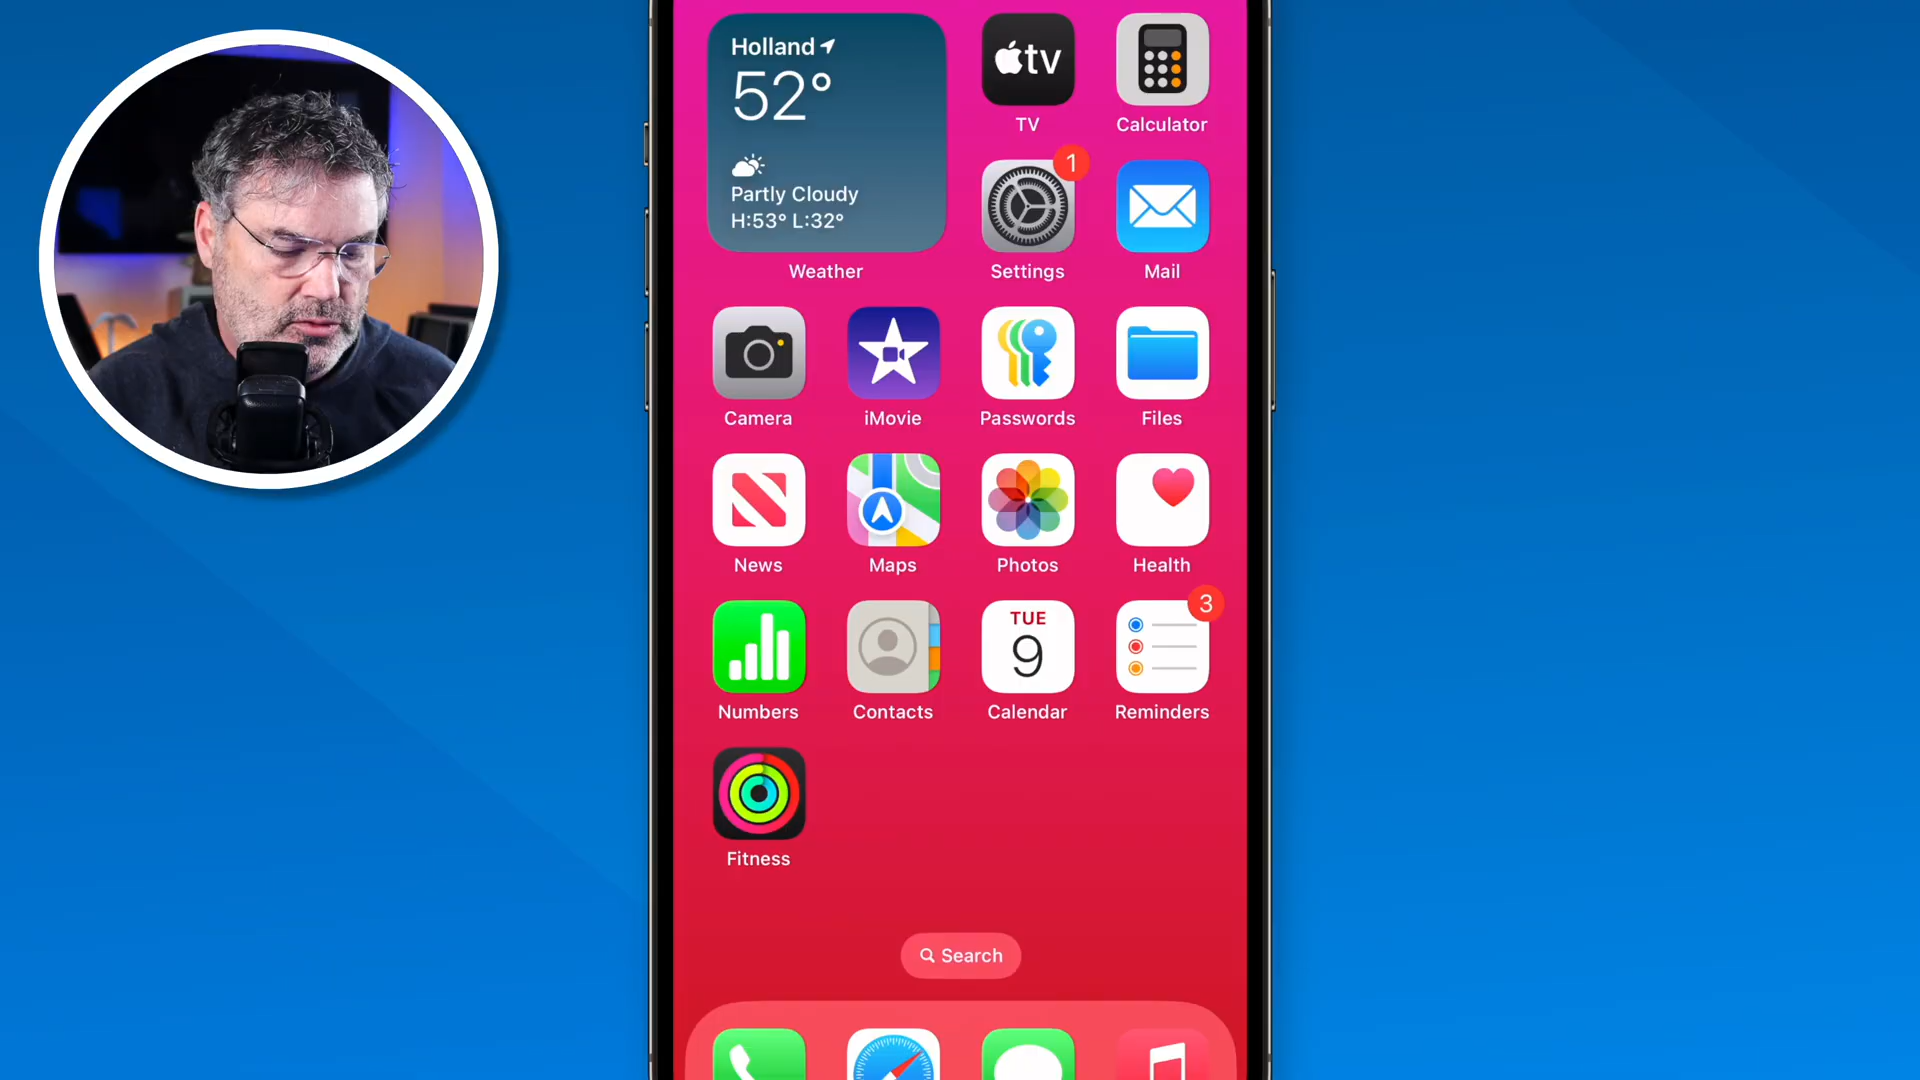 Holland
52°
Partly Cloudy
H:53° L:32°
Weather
tv
TV
Calculator
1
Settings
Mail
Camera
iMovie
Passwords
Files
News
Maps
Photos
Health
Numbers
Contacts
TUE
9
Calendar
3
Reminders
Fitness
Search